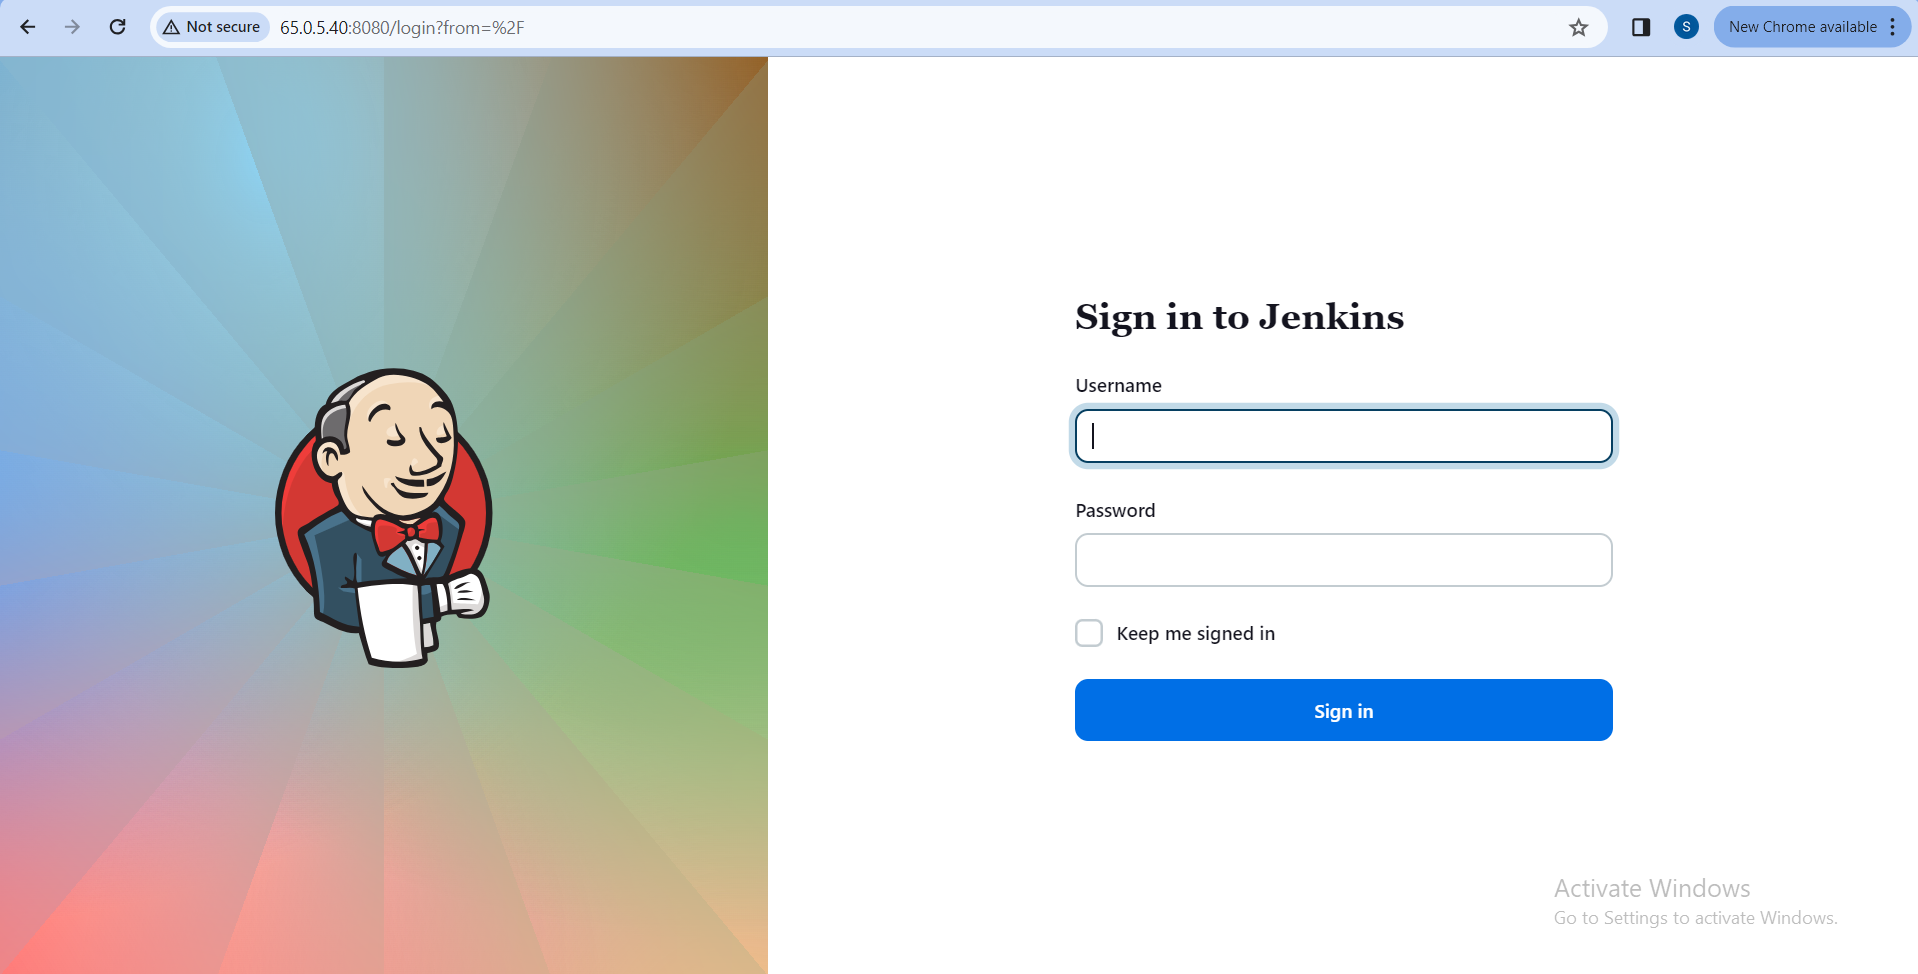 Not secure
65.0.5.40:8080/login?from=%2F
S
New Chrome available
Sign in to Jenkins
Username
Password
Keep me signed in
Sign in
Activate Windows
Go to Settings to activate Windows.